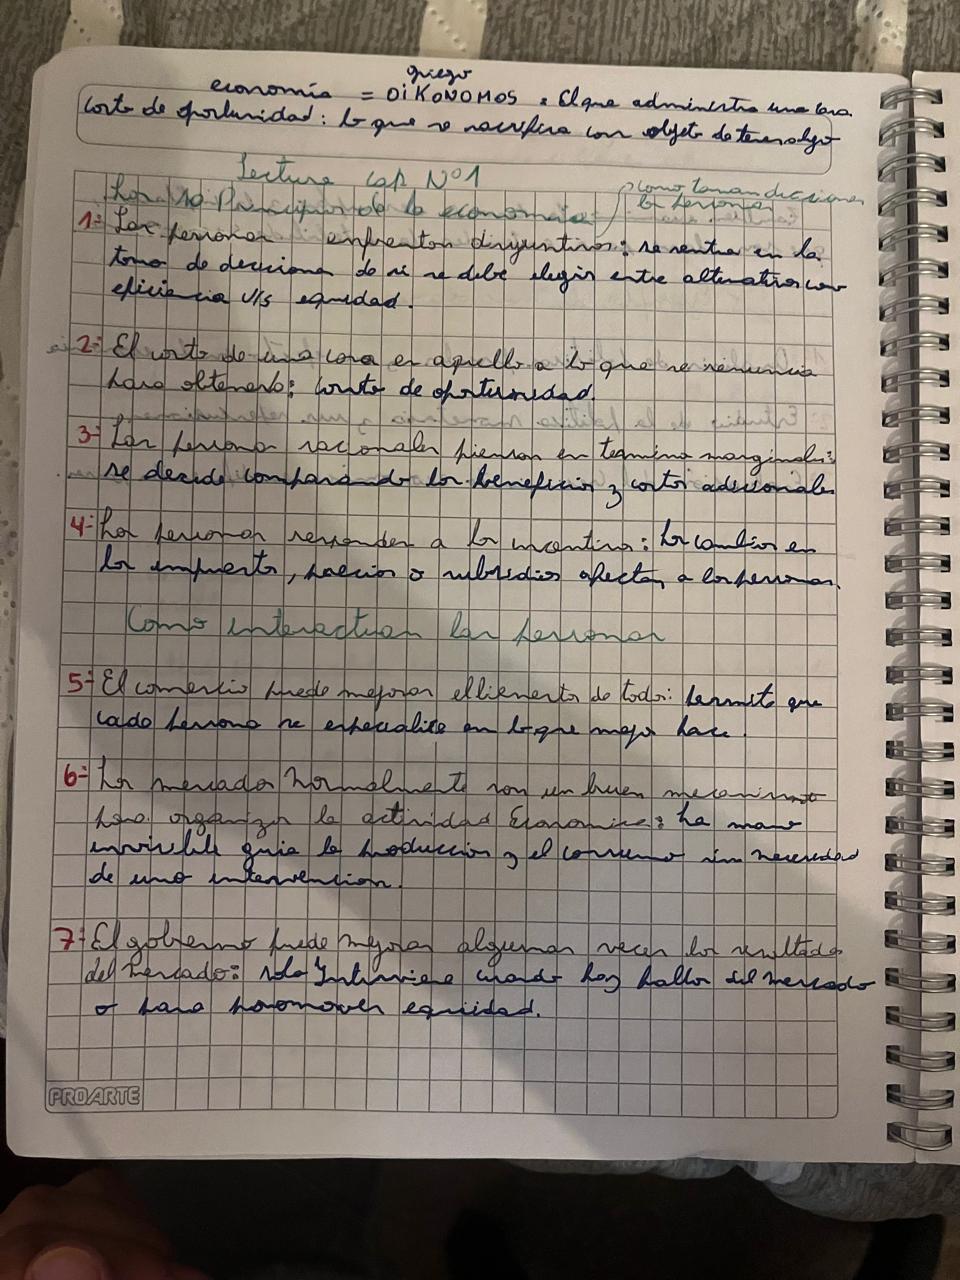 griego
economía = OIKONOMOS = El que administra una casa.
costo de oportunidad: lo que se sacrifica con objeto de tener algo
Lectura cap N°1
como toman decisiones
las personas
Los 10 Principios de la economía
1- Las personas enfrentan disyuntivas: se centra en la
toma de decisiones de si se debe elegir entre alternativas como
eficiencia v/s equidad.
2- El costo de una cosa es aquello a lo que se renuncia
para obtenerlo: costo de oportunidad.
3- Las personas racionales piensan en termino marginales:
se decide comparando los beneficios y costos adicionales
4- Las personas responden a los incentivos: los cambios en
los impuestos, precios o subsidios afectan a las personas.
Como interactuan las personas
5- El comercio puede mejorar el bienestar de todos: permite que
cada persona se especialice en lo que mejor hace.
6- Los mercados Normalmente son un buen mecanismo
para organizar la actividad Económica: La mano
invisible guia la produccion y el consumo sin necesidad
de una intervencion.
7- El gobierno puede mejorar algunas veces los resultados
del mercado: solo Interviene cuando hay fallos del mercado
o para promover equidad.
PROARTE